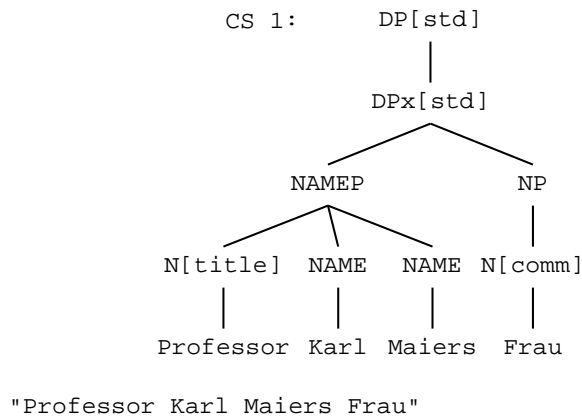 CS 1: DP[std]
DPx[std]
NAMEP NP
N[title] NAME NAME N[comm]
Professor Karl Maiers Frau
"Professor Karl Maiers Frau"